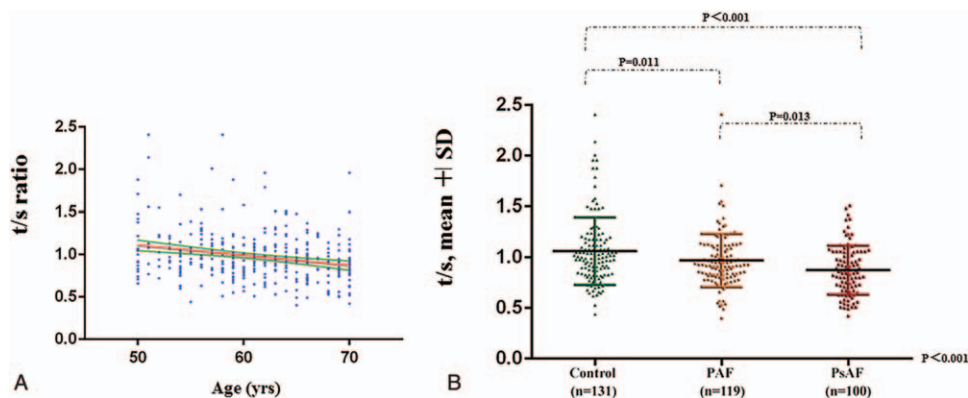 P<0.001
P=0.011
P=0.013
2.5
2.0
1.5
1.0
0.5
0.0
t/s ratio
50
60
70
Age (yrs)
A
2.5
2.0
1.5
1.0
0.5
0.0
t/s, mean +| SD
Control
(n=131)
PAF
(n=119)
PsAF
(n=100)
P<0.001
B